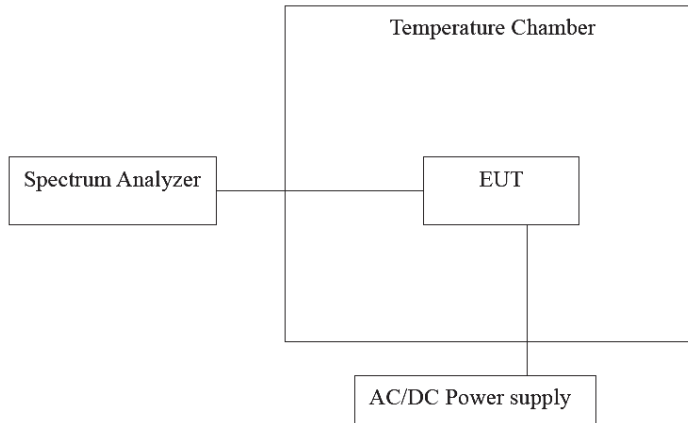 Temperature Chamber
Spectrum Analyzer
EUT
AC/DC Power supply